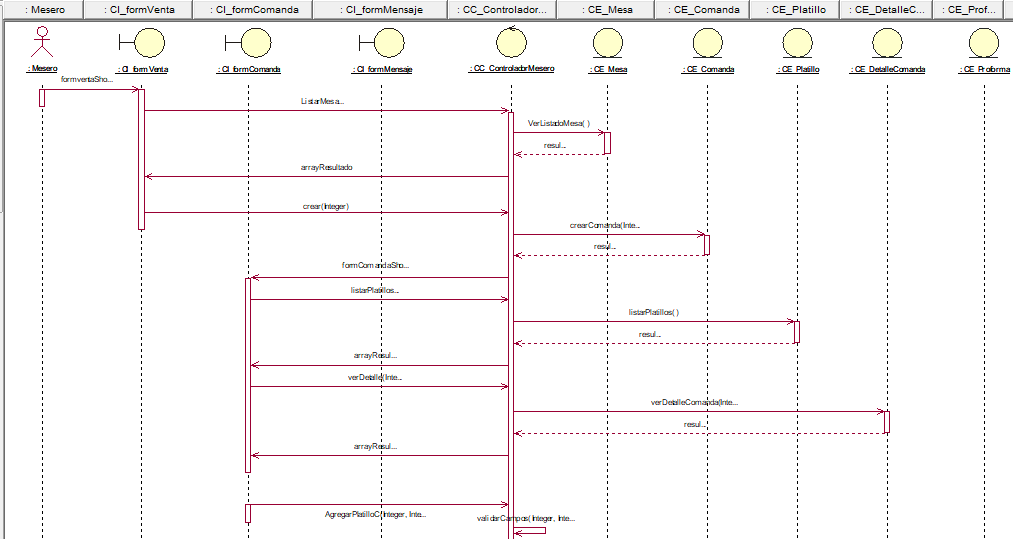 : Mesero
: CI_formVenta
: CI_formComanda
: CI_formMensaje
: CC_Controlador...
: CE_Mesa
: CE_Comanda
: CE_Platillo
: CE_DetalleC...
: CE_Prof...
: Mesero
: CI_formVenta
: CI_formComanda
: CI_formMensaje
: CC_ControladorMesero
: CE_Mesa
: CE_Comanda
: CE_Platillo
: CE_DetalleComanda
: CE_Proforma
formventaSho...
ListarMesa...
VerListadoMesa( )
resul...
arrayResultado
crear(Integer)
crearComanda(Inte...
resul...
formComandaSho...
listarPlatillos...
listarPlatillos( )
resul...
arrayResul...
verDetalle(Inte...
verDetalleComanda(Inte...
resul...
arrayResul...
AgregarPlatilloC(Integer, Inte...
validarCampos(Integer, Inte...